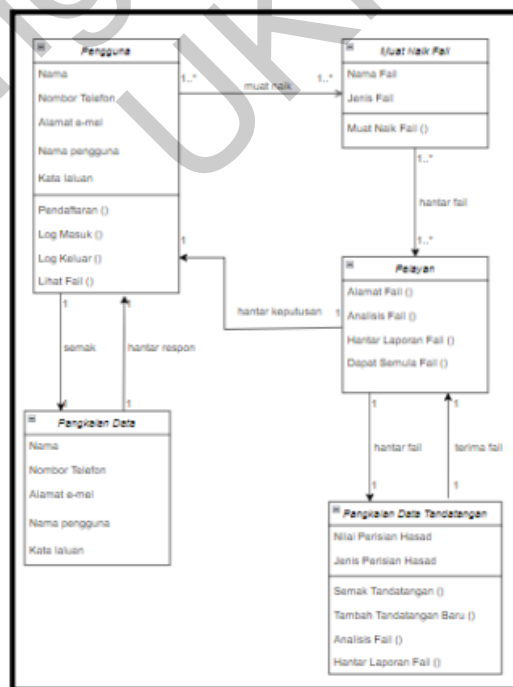 Pengguna
Nama
Nombor Telefon
Alamat e-mel
Nama pengguna
Kata laluan
Pendaftaran ()
Log Masuk ()
Log Keluar ()
Lihat Fail ()
1..*
muat naik
1..*
Muat Naik Fail
Nama Fail
Jenis Fail
Muat Naik Fail ()
1..*
hantar fail
1..*
Pelayan
Alamat Fail ()
Analisis Fail ()
Hantar Laporan Fail ()
Dapat Semula Fail ()
1
hantar keputusan
1
1
semak
1
1
hantar respon
1
Pangkalan Data
Nama
Nombor Telefon
Alamat e-mel
Nama pengguna
Kata laluan
1
hantar fail
1
1
terima fail
1
Pangkalan Data Tandatangan
Nilai Perisian Hasad
Jenis Perisian Hasad
Semak Tandatangan ()
Tambah Tandatangan Baru ()
Analisis Fail ()
Hantar Laporan Fail ()